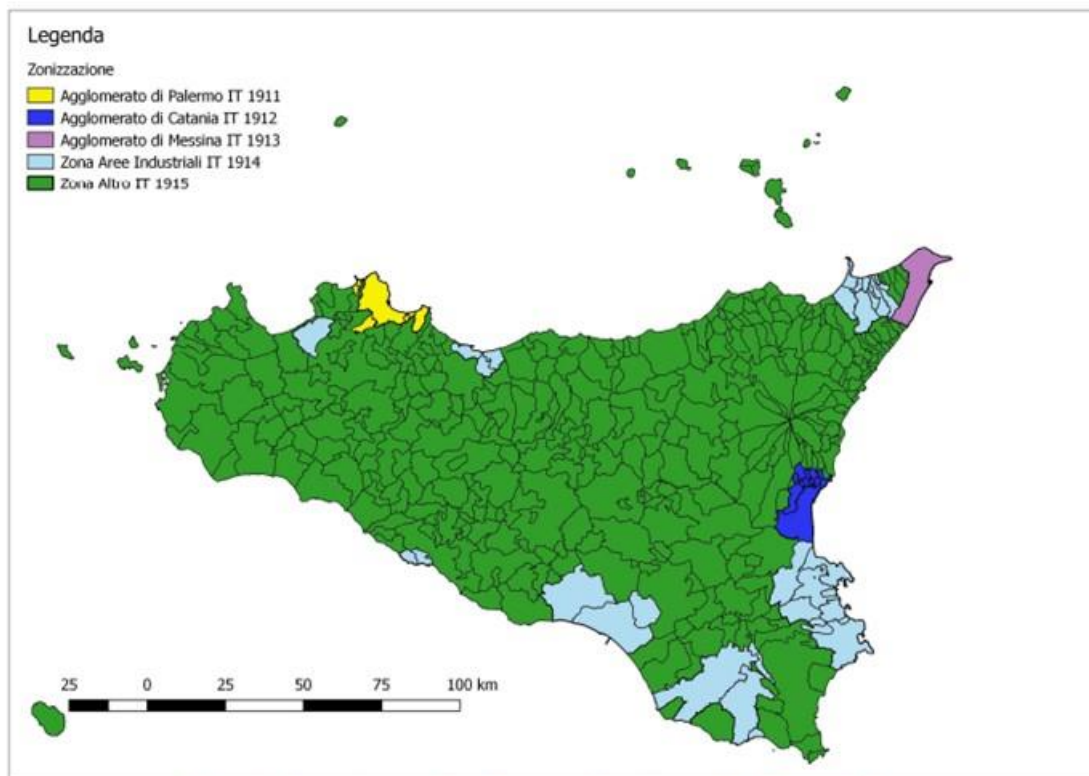 Legenda
Zonizzazione
Agglomerato di Palermo IT 1911
Agglomerato di Catania IT 1912
Agglomerato di Messina IT 1913
Zona Aree Industriali IT 1914
Zona Altro IT 1915
25 0 25 50 75 100 km